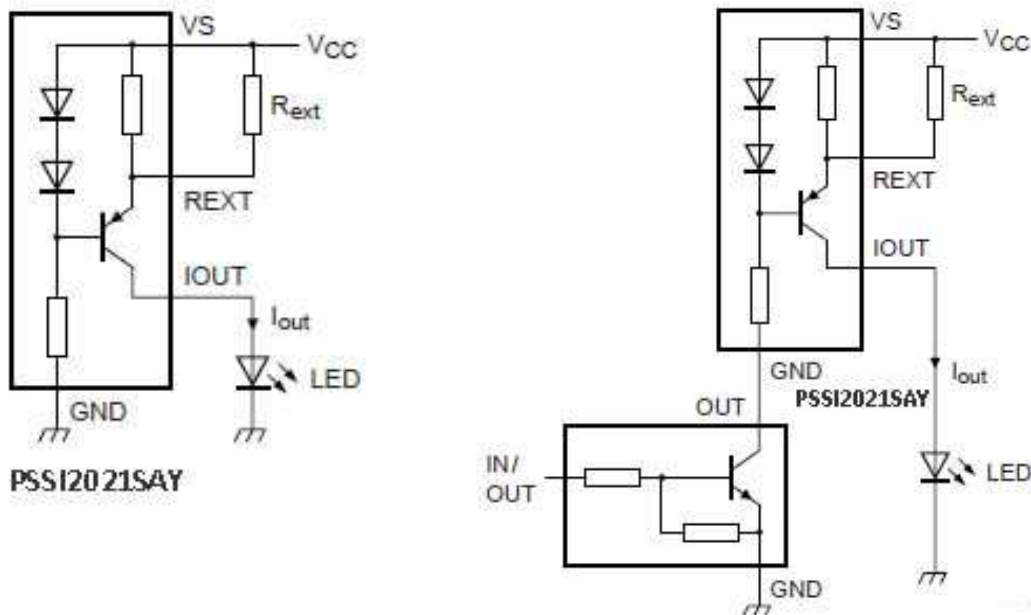 VS
VCC
Rext
REXT
IOUT
Iout
LED
GND
PSSI2021SAY
VS
VCC
Rext
REXT
IOUT
Iout
GND
PSSI2021SAY
OUT
LED
IN/
OUT
GND